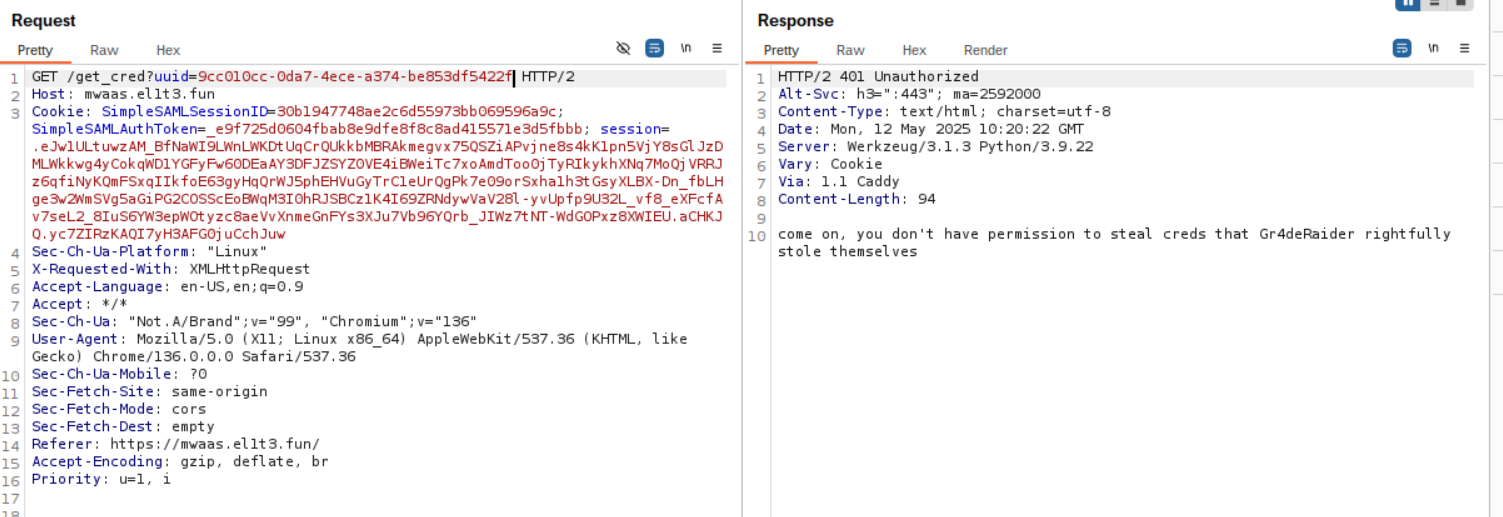 Request
Pretty Raw Hex
\n
1 GET /get_cred?uuid=9cc010cc-0da7-4ece-a374-be853df5422f HTTP/2
2 Host: mwaas.el1t3.fun
3 Cookie: SimpleSAMLSessionID=30b1947748ae2c6d55973bb069596a9c;
SimpleSAMLAuthToken=_e9f725d0604fbab8e9dfe8f8c8ad415571e3d5fbbb; session=
4 Sec-Ch-Ua-Platform: "Linux"
5 X-Requested-With: XMLHttpRequest
6 Accept-Language: en-US,en;q=0.9
7 Accept: */*
8 Sec-Ch-Ua: "Not.A/Brand";v="99", "Chromium";v="136"
9 User-Agent: Mozilla/5.0 (X11; Linux x86_64) AppleWebKit/537.36 (KHTML, like
Gecko) Chrome/136.0.0.0 Safari/537.36
10 Sec-Ch-Ua-Mobile: ?0
11 Sec-Fetch-Site: same-origin
12 Sec-Fetch-Mode: cors
13 Sec-Fetch-Dest: empty
14 Referer: https://mwaas.el1t3.fun/
15 Accept-Encoding: gzip, deflate, br
16 Priority: u=1, i
17
18
Response
Pretty Raw Hex Render
\n
1 HTTP/2 401 Unauthorized
2 Alt-Svc: h3=":443"; ma=2592000
3 Content-Type: text/html; charset=utf-8
4 Date: Mon, 12 May 2025 10:20:22 GMT
5 Server: Werkzeug/3.1.3 Python/3.9.22
6 Vary: Cookie
7 Via: 1.1 Caddy
8 Content-Length: 94
9
10 come on, you don't have permission to steal creds that Gr4deRaider rightfully
stole themselves